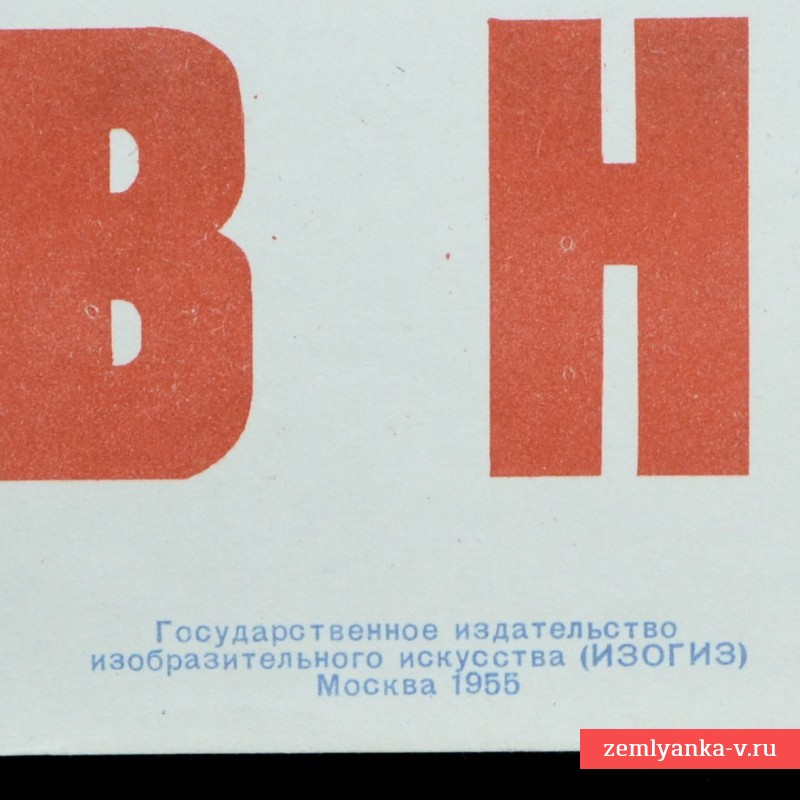 В Н
Государственное издательство
изобразительного искусства (ИЗОГИЗ)
Москва 1955
zemlyanka-v.ru